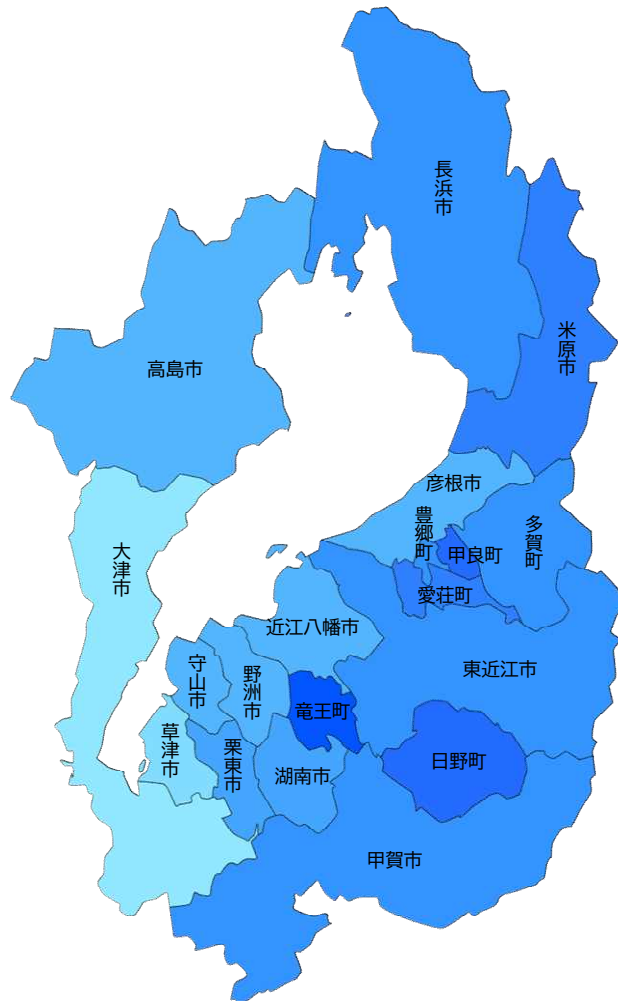 長浜市
米原市
高島市
彦根市
豊郷町
甲良町
多賀町
愛荘町
大津市
近江八幡市
東近江市
守山市
野洲市
竜王町
草津市
栗東市
湖南市
日野町
甲賀市